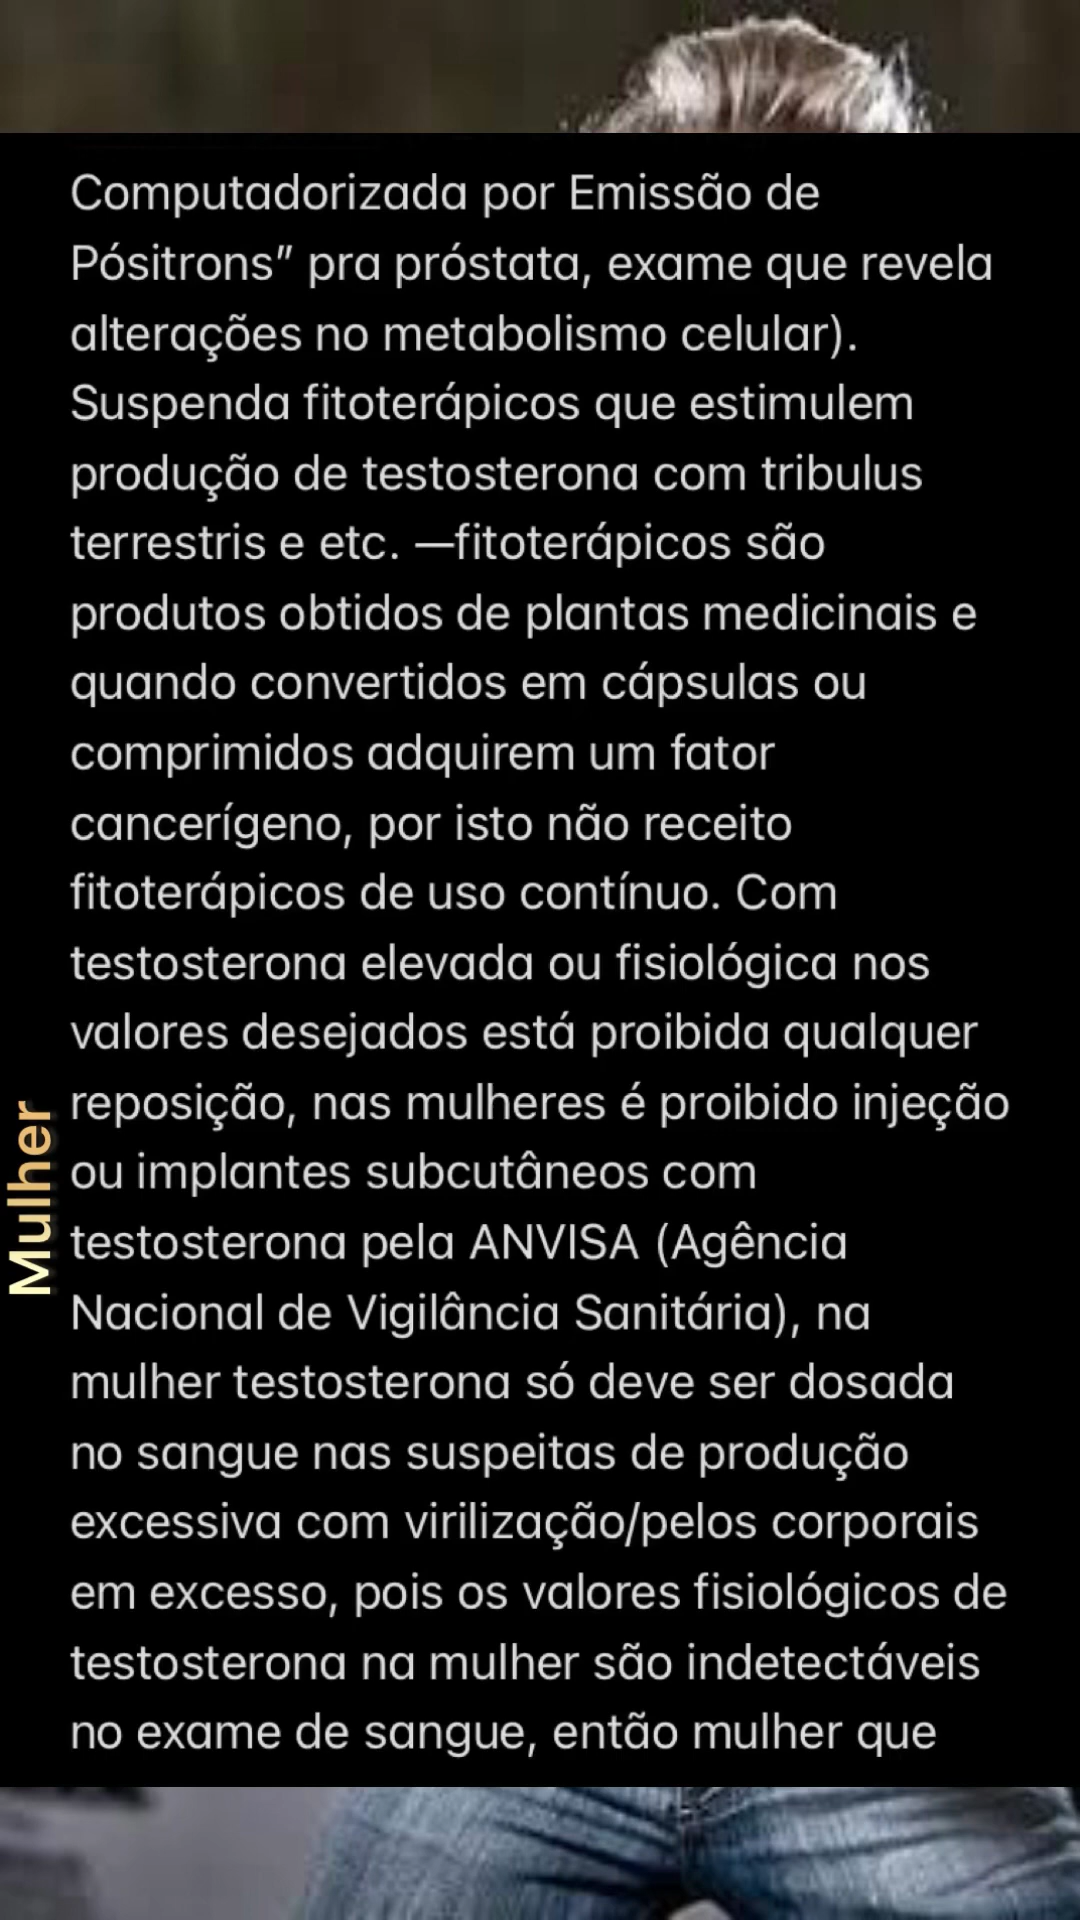 Computadorizada por Emissão de
Pósitrons” pra próstata, exame que revela
alterações no metabolismo celular).
Suspenda fitoterápicos que estimulem
produção de testosterona com tribulus
terrestris e etc. —fitoterápicos são
produtos obtidos de plantas medicinais e
quando convertidos em cápsulas ou
comprimidos adquirem um fator
cancerígeno, por isto não receito
fitoterápicos de uso contínuo. Com
testosterona elevada ou fisiológica nos
valores desejados está proibida qualquer
reposição, nas mulheres é proibido injeção
ou implantes subcutâneos com
testosterona pela ANVISA (Agência
Nacional de Vigilância Sanitária), na
mulher testosterona só deve ser dosada
no sangue nas suspeitas de produção
excessiva com virilização/pelos corporais
em excesso, pois os valores fisiológicos de
testosterona na mulher são indetectáveis
no exame de sangue, então mulher que
Mulher